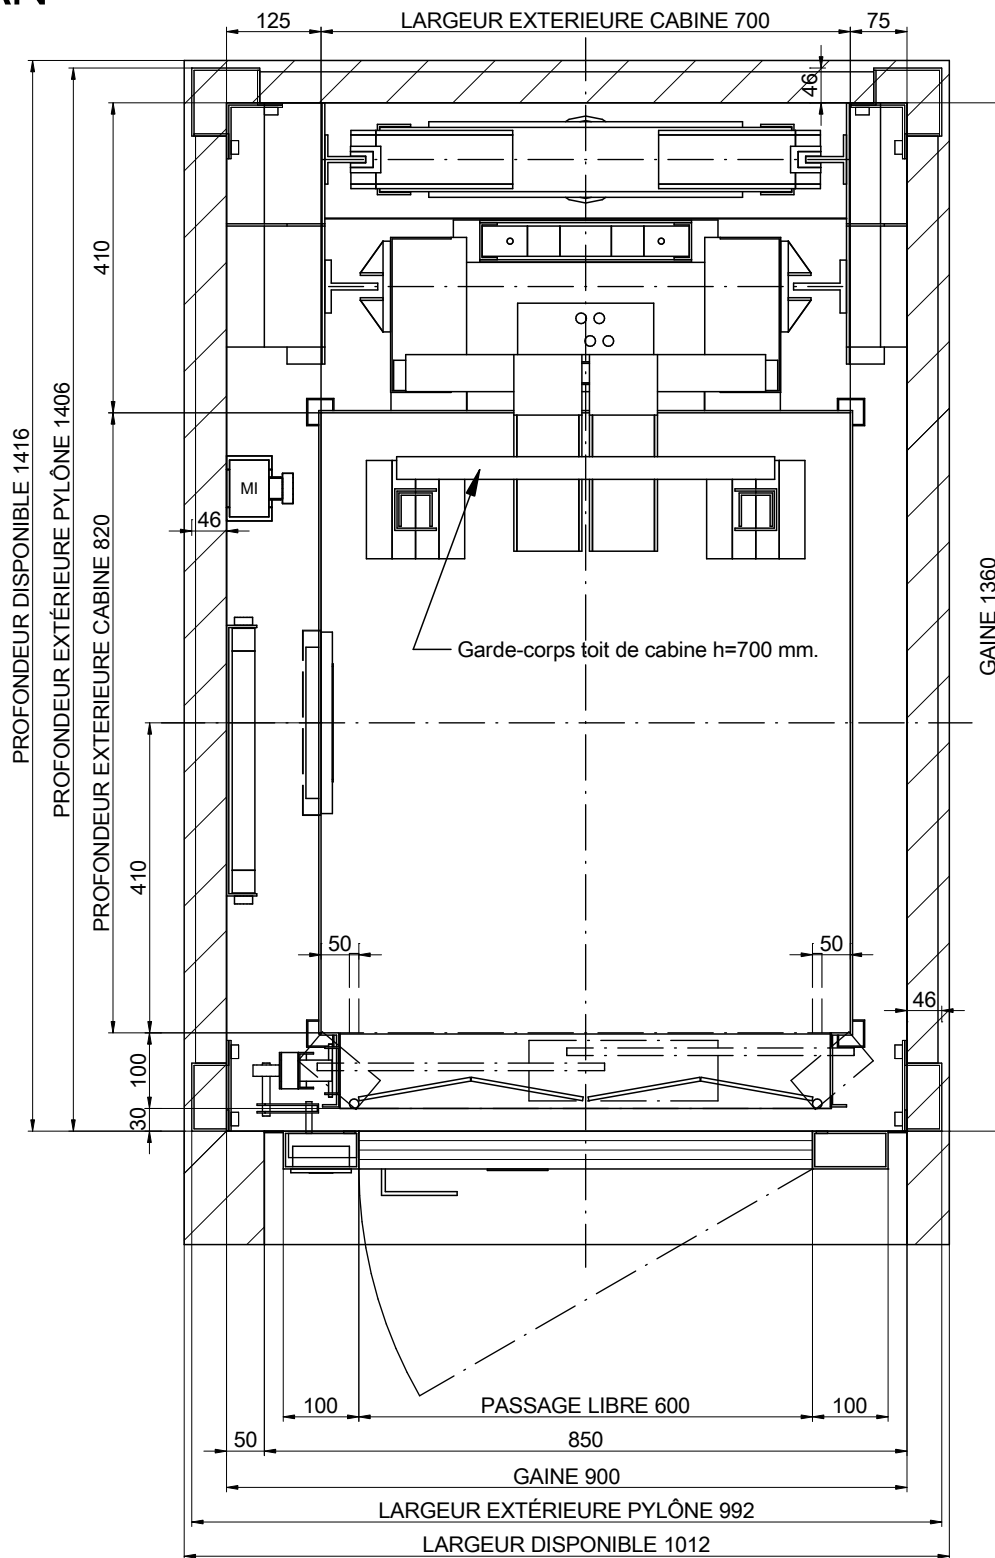 125
LARGEUR EXTERIEURE CABINE 700
75
46
410
PROFONDEUR DISPONIBLE 1416
PROFONDEUR EXTÉRIEURE PYLÔNE 1406
PROFONDEUR EXTERIEURE CABINE 820
MI
46
GAINE 1360
Garde-corps toit de cabine h=700 mm.
410
50
50
46
100
30
100
PASSAGE LIBRE 600
100
50
850
GAINE 900
LARGEUR EXTÉRIEURE PYLÔNE 992
LARGEUR DISPONIBLE 1012